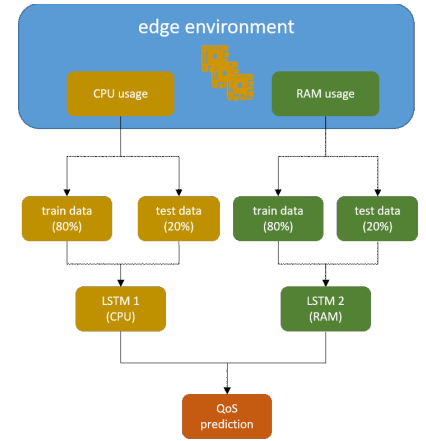 edge environment
CPU usage
RAM usage
train data
(80%)
test data
(20%)
train data
(80%)
test data
(20%)
LSTM 1
(CPU)
LSTM 2
(RAM)
QoS
prediction